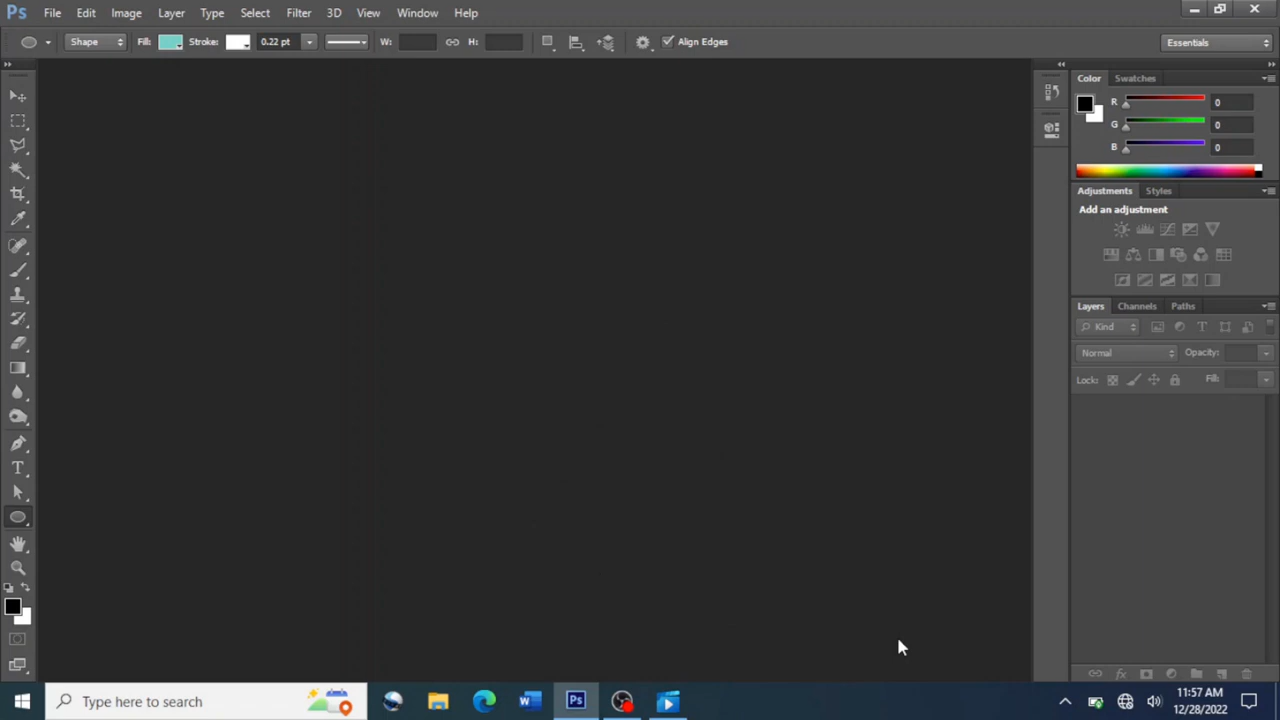 Ps File Edit Image Layer Type Select Filter 3D View Window Help
Shape Fill: Stroke: 0.22 pt W: H: Align Edges Essentials
Color Swatches
R 0
G 0
B 0
Adjustments Styles
Add an adjustment
Layers Channels Paths
Kind T
Normal Opacity:
Lock: Fill:
T
Type here to search
W Ps
11:57 AM
12/28/2022